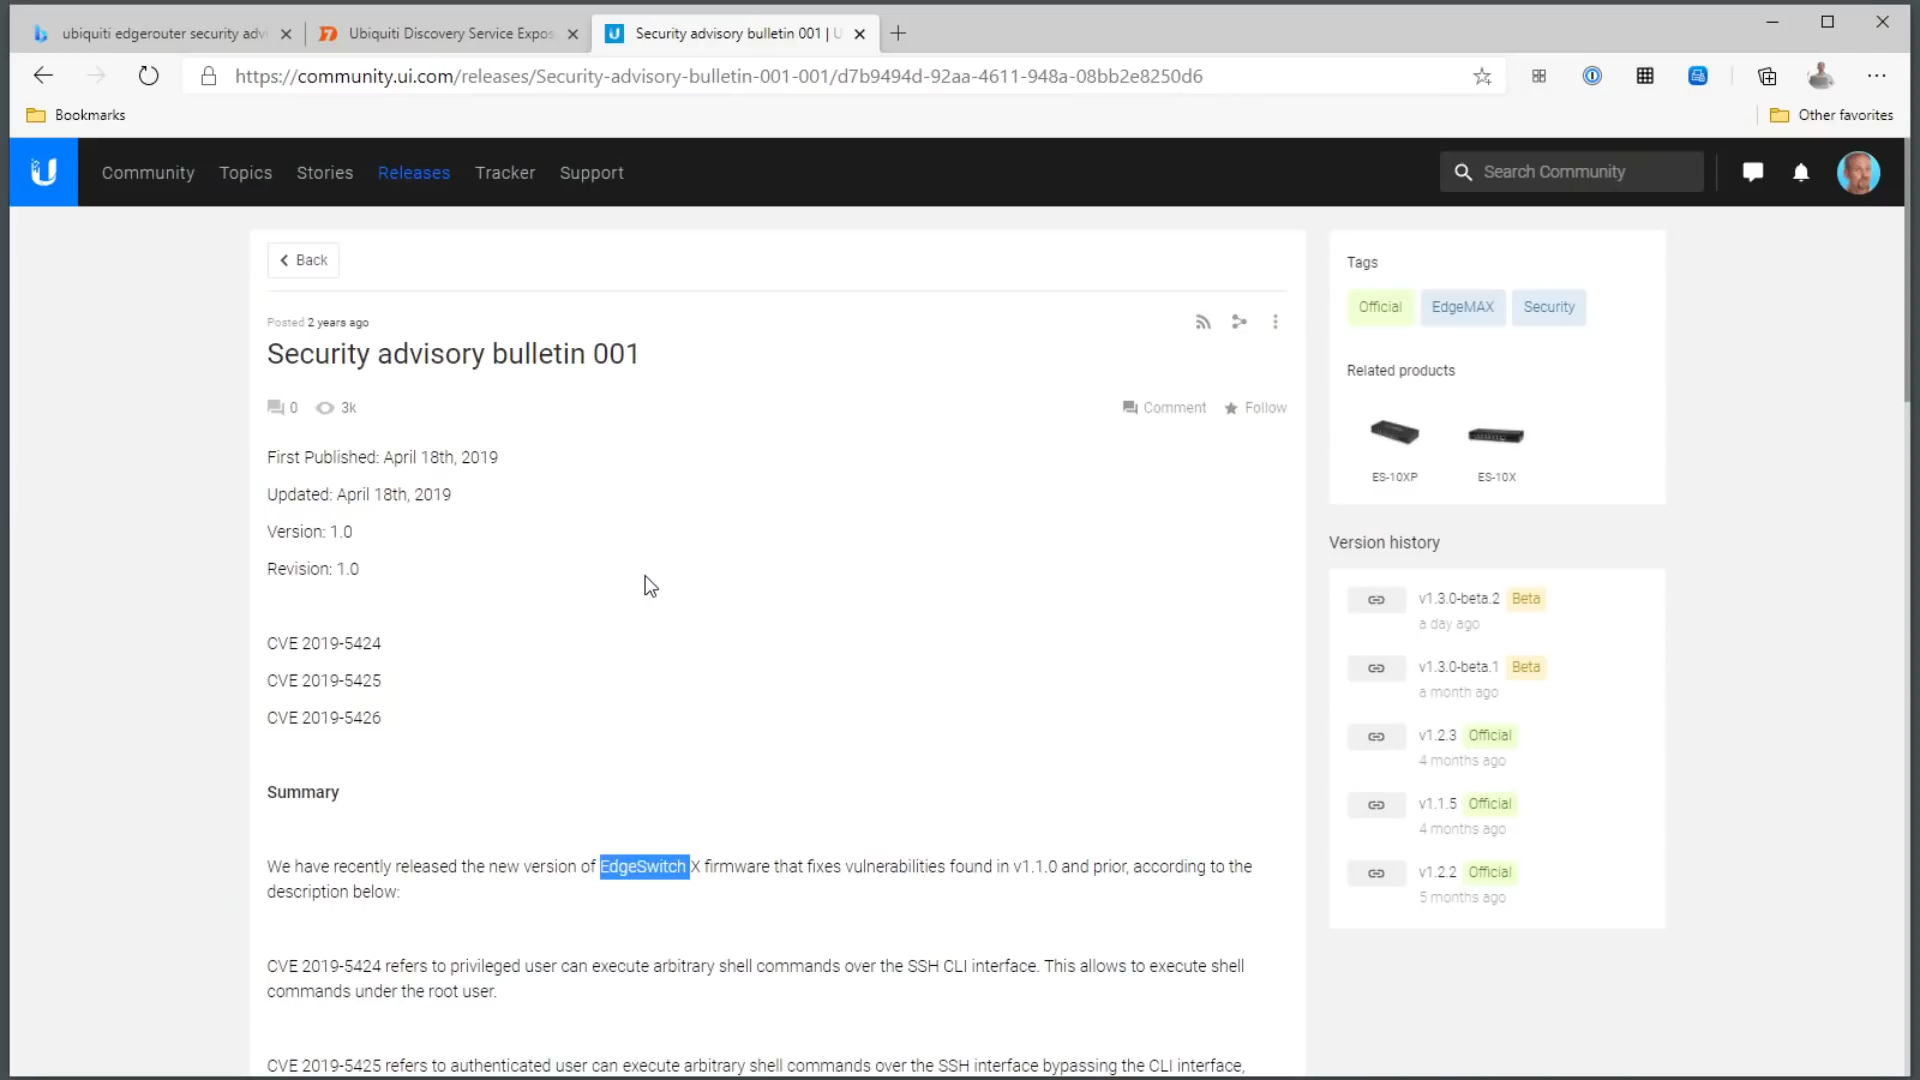 ubiquiti edgerouter security adv
Ubiquiti Discovery Service Expos
Security advisory bulletin 001 | U
https://community.ui.com/releases/Security-advisory-bulletin-001-001/d7b9494d-92aa-4611-948a-08bb2e8250d6
Bookmarks
Other favorites
Community Topics Stories Releases Tracker Support
Search Community
Back
Posted 2 years ago
Security advisory bulletin 001
0 3k
Comment Follow
First Published: April 18th, 2019
Updated: April 18th, 2019
Version: 1.0
Revision: 1.0
CVE 2019-5424
CVE 2019-5425
CVE 2019-5426
Summary
We have recently released the new version of EdgeSwitch X firmware that fixes vulnerabilities found in v1.1.0 and prior, according to the
description below:
CVE 2019-5424 refers to privileged user can execute arbitrary shell commands over the SSH CLI interface. This allows to execute shell
commands under the root user.
CVE 2019-5425 refers to authenticated user can execute arbitrary shell commands over the SSH interface bypassing the CLI interface,
Tags
Official EdgeMAX Security
Related products
ES-10XP ES-10X
Version history
v1.3.0-beta.2 Beta
a day ago
v1.3.0-beta.1 Beta
a month ago
v1.2.3 Official
4 months ago
v1.1.5 Official
4 months ago
v1.2.2 Official
5 months ago